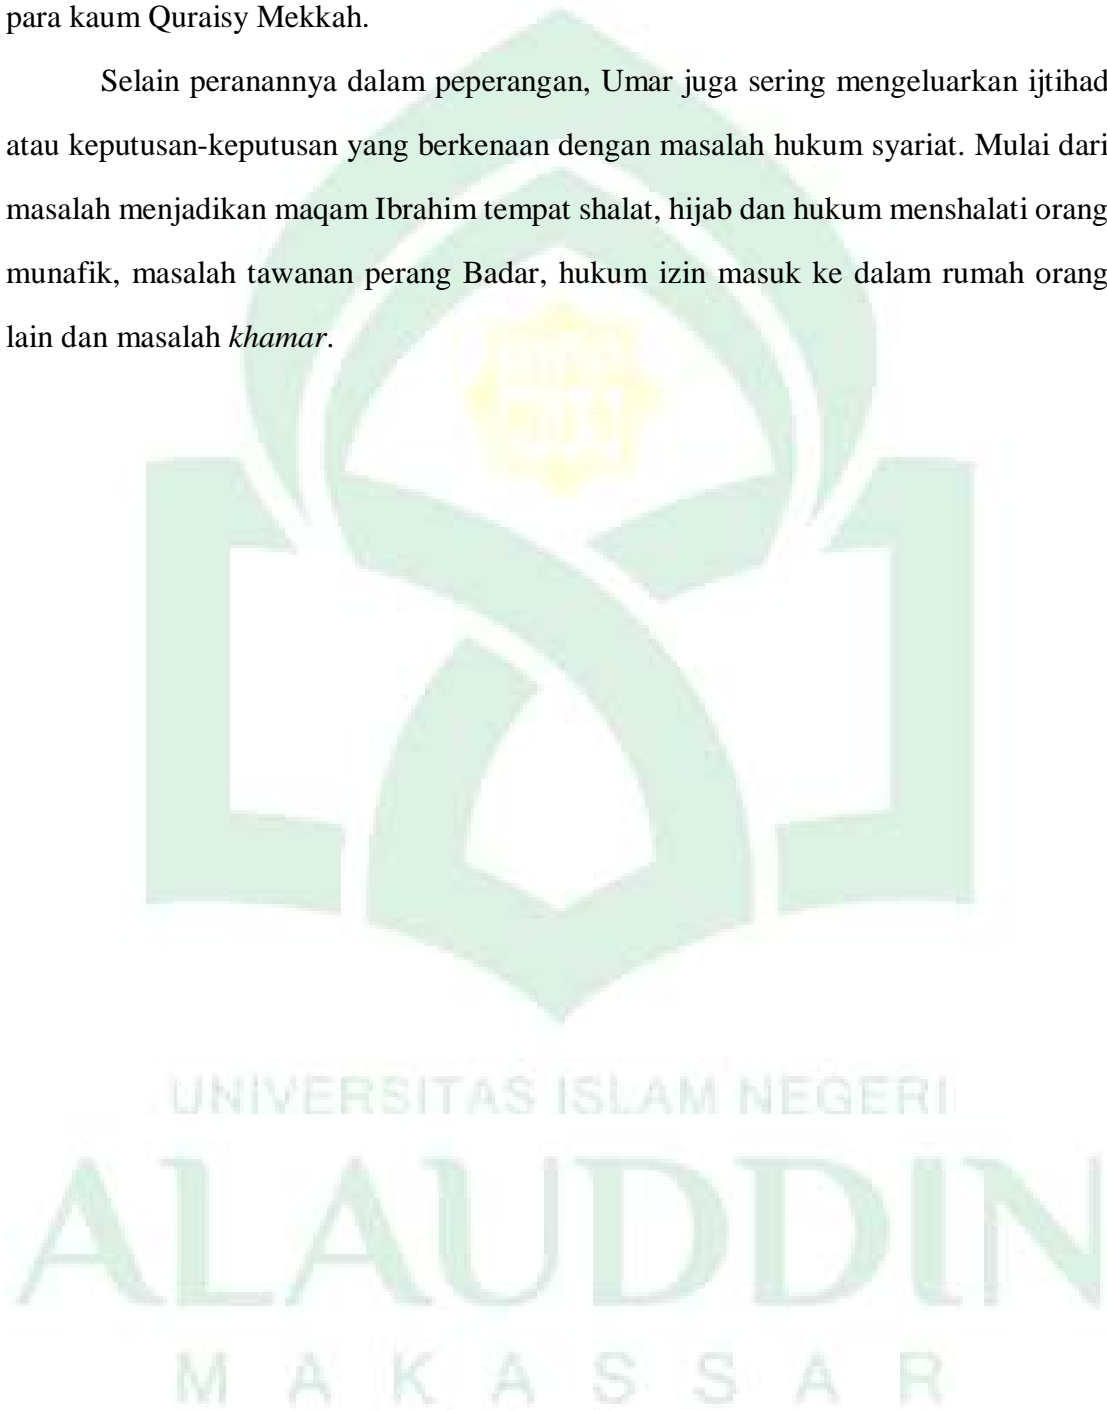 para kaum Quraisy Mekkah.
Selain peranannya dalam peperangan, Umar juga sering mengeluarkan ijtihad
atau keputusan-keputusan yang berkenaan dengan masalah hukum syariat. Mulai dari
masalah menjadikan maqam Ibrahim tempat shalat, hijab dan hukum menshalati orang
munafik, masalah tawanan perang Badar, hukum izin masuk ke dalam rumah orang
lain dan masalah khamar.
UNIVERSITAS ISLAM NEGERI
ALAUDDIN
MAKASSAR